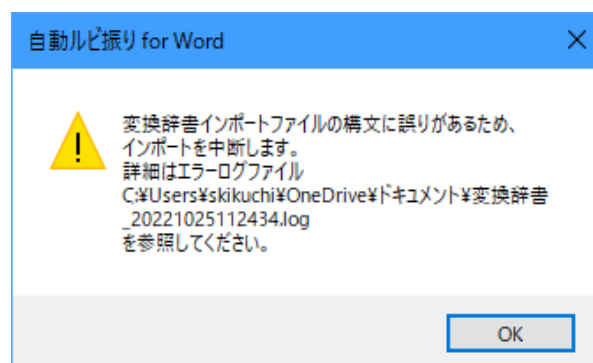 自動ルビ振り for Word
変換辞書インポートファイルの構文に誤りがあるため、
インポートを中断します。
詳細はエラーログファイル
C:¥Users¥skikuchi¥OneDrive¥ドキュメント¥変換辞書
_20221025112434.log
を参照してください。
OK